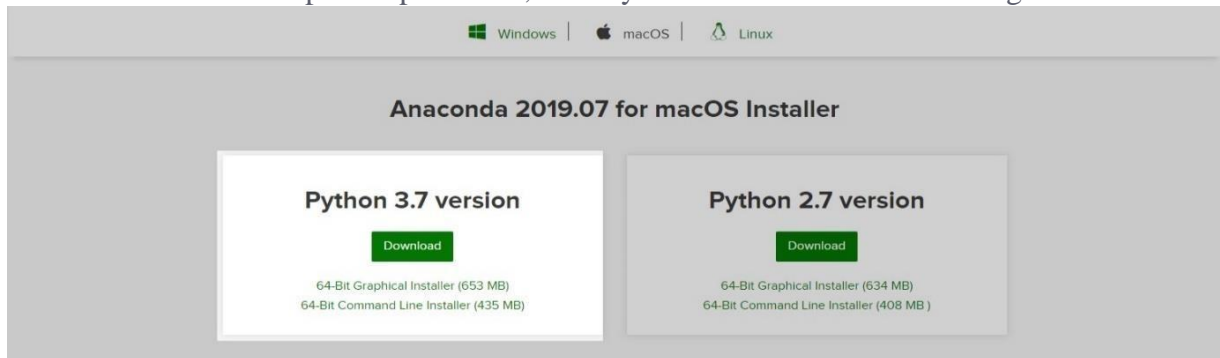 Windows | macOS | Linux
Anaconda 2019.07 for macOS Installer
Python 3.7 version
Download
64-Bit Graphical Installer (653 MB)
64-Bit Command Line Installer (435 MB)
Python 2.7 version
Download
64-Bit Graphical Installer (634 MB)
64-Bit Command Line Installer (408 MB )